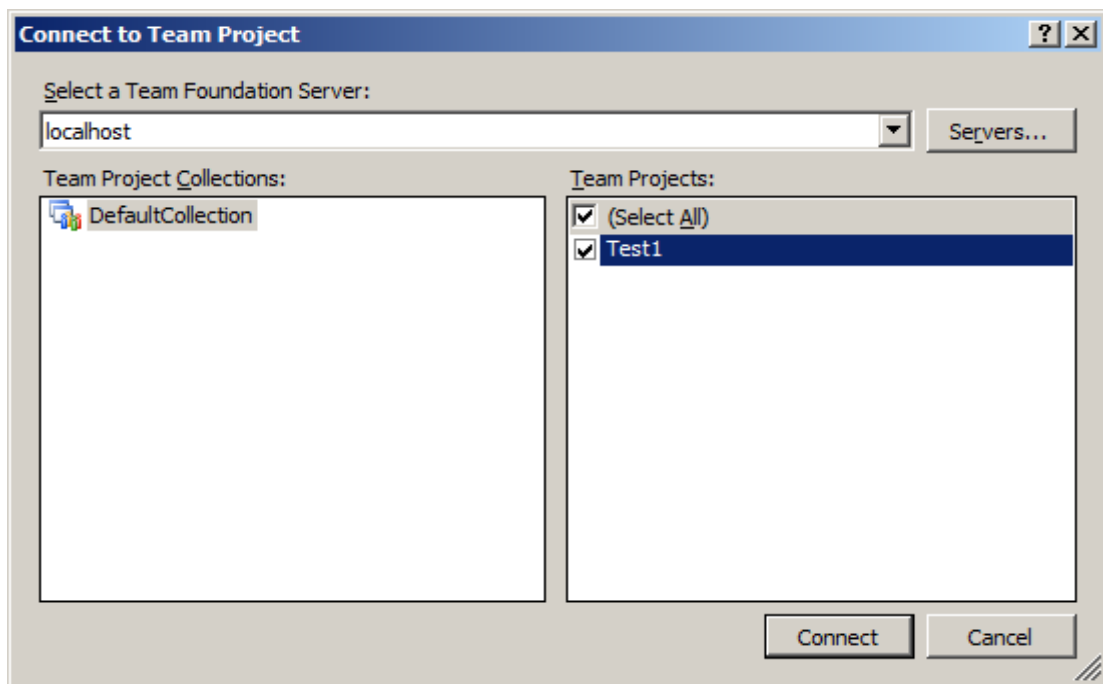 Connect to Team Project
Select a Team Foundation Server:
localhost
Servers...
Team Project Collections:
Team Projects:
DefaultCollection
(Select All)
Test1
Connect
Cancel